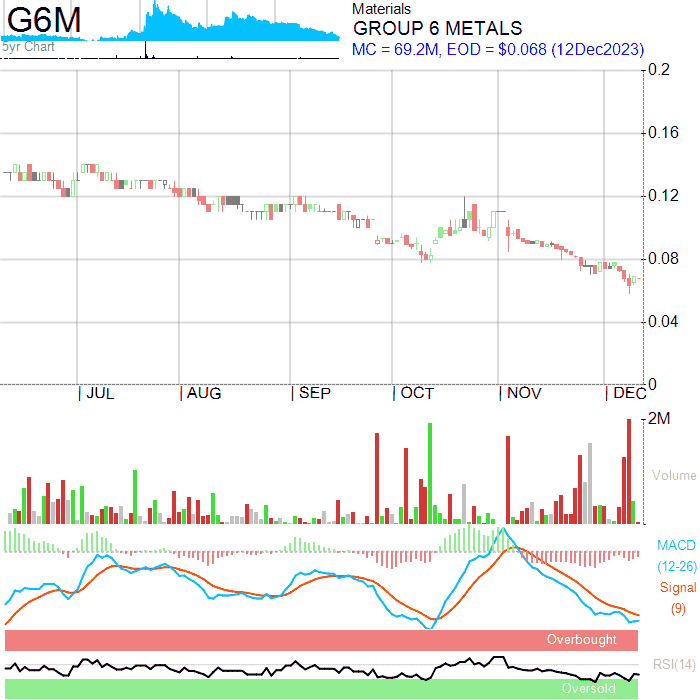 G6M
5yr Chart
Materials
GROUP 6 METALS
MC = 69.2M, EOD = $0.068 (12Dec2023)
0.2
0.16
0.12
0.08
0.04
0
JUL AUG SEP OCT NOV DEC
2M
Volume
MACD
(12-26)
Signal
(9)
Overbought
RSI(14)
Oversold